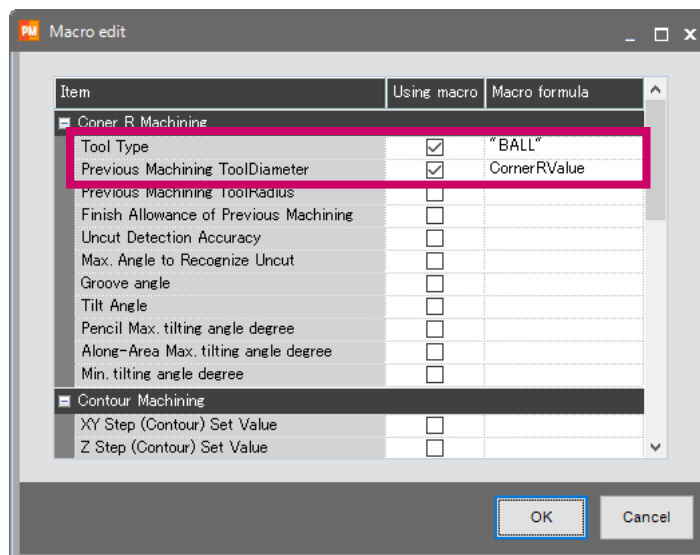 PM Macro edit
Item Using macro Macro formula
Coner R Machining
Tool Type "BALL"
Previous Machining ToolDiameter CornerRValue
Previous Machining ToolRadius
Finish Allowance of Previous Machining
Uncut Detection Accuracy
Max. Angle to Recognize Uncut
Groove angle
Tilt Angle
Pencil Max. tilting angle degree
Along-Area Max. tilting angle degree
Min. tilting angle degree
Contour Machining
XY Step (Contour) Set Value
Z Step (Contour) Set Value
OK Cancel